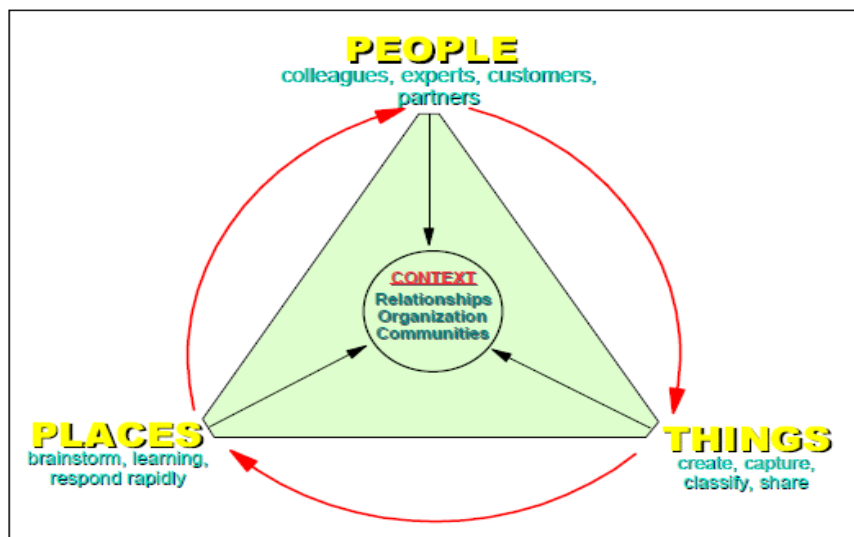 PEOPLE
colleagues, experts, customers,
partners
CONTEXT
Relationships
Organization
Communities
PLACES
brainstorm, learning,
respond rapidly
THINGS
create, capture,
classify, share